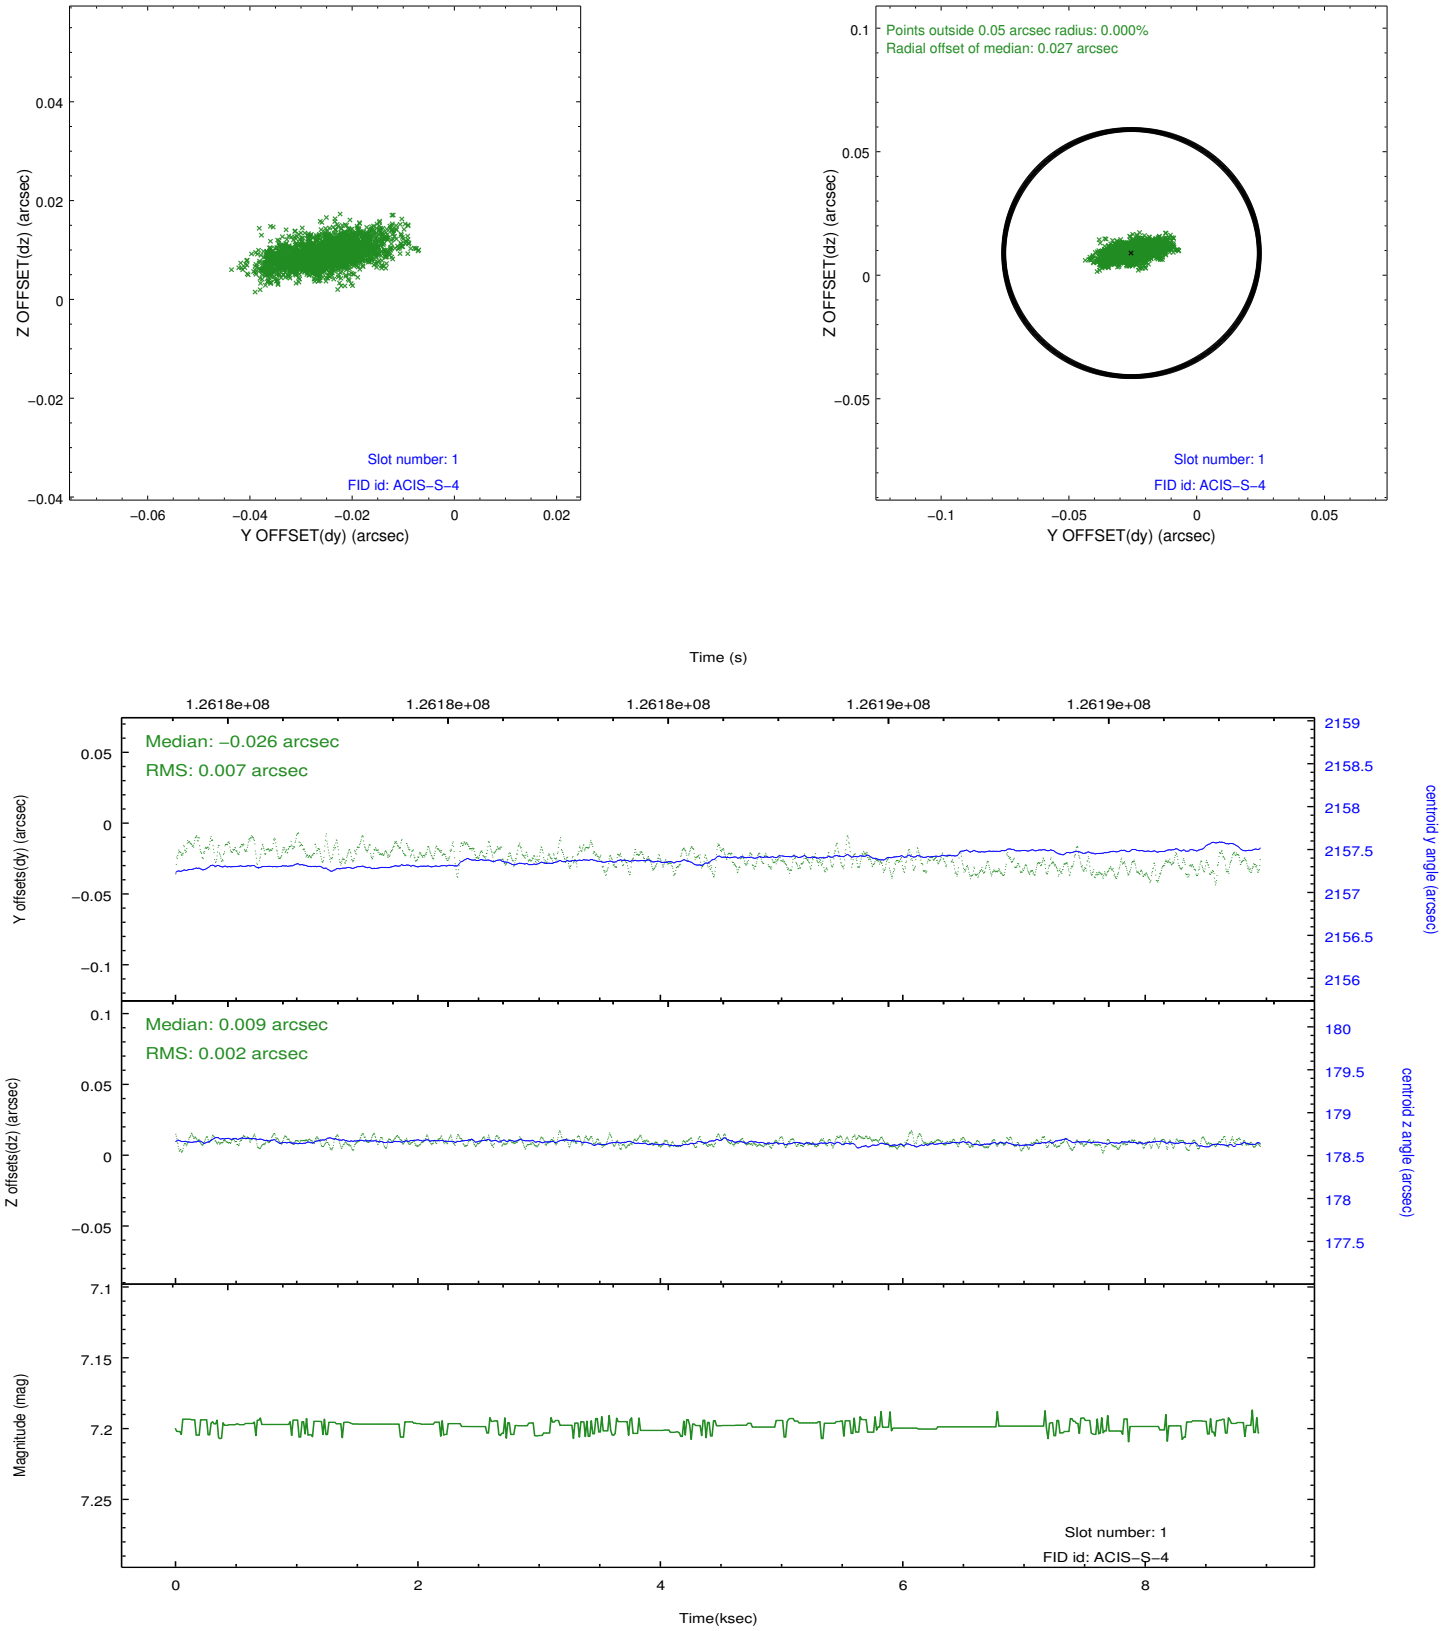 0.04
0.02
0
−0.02
−0.04
Z OFFSET(dz) (arcsec)
Slot number: 1
FID id: ACIS−S−4
−0.06 −0.04 −0.02 0 0.02
Y OFFSET(dy) (arcsec)
Points outside 0.05 arcsec radius: 0.000%
Radial offset of median: 0.027 arcsec
0.1
0.05
0
−0.05
Z OFFSET(dz) (arcsec)
Slot number: 1
FID id: ACIS−S−4
−0.1 −0.05 0 0.05
Y OFFSET(dy) (arcsec)
Time (s)
1.2618e+08 1.2618e+08 1.2618e+08 1.2619e+08 1.2619e+08
Median: −0.026 arcsec
RMS: 0.007 arcsec
0.05
0
−0.05
−0.1
Y offsets(dy) (arcsec)
2159
2158.5
2158
2157.5
2157
2156.5
2156
centroid y angle (arcsec)
Median: 0.009 arcsec
RMS: 0.002 arcsec
0.1
0.05
0
−0.05
Z offsets(dz) (arcsec)
180
179.5
179
178.5
178
177.5
centroid z angle (arcsec)
7.1
7.15
7.2
7.25
Magnitude (mag)
Slot number: 1
FID id: ACIS−S−4
0 2 4 6 8
Time(ksec)